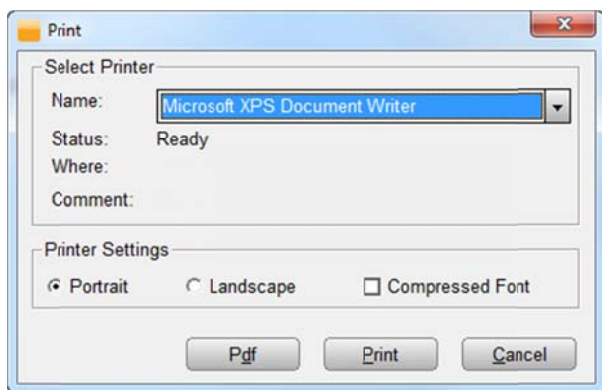 Print
Select Printer
Name: Microsoft XPS Document Writer
Status: Ready
Where:
Comment:
Printer Settings
Portrait Landscape Compressed Font
Pdf Print Cancel